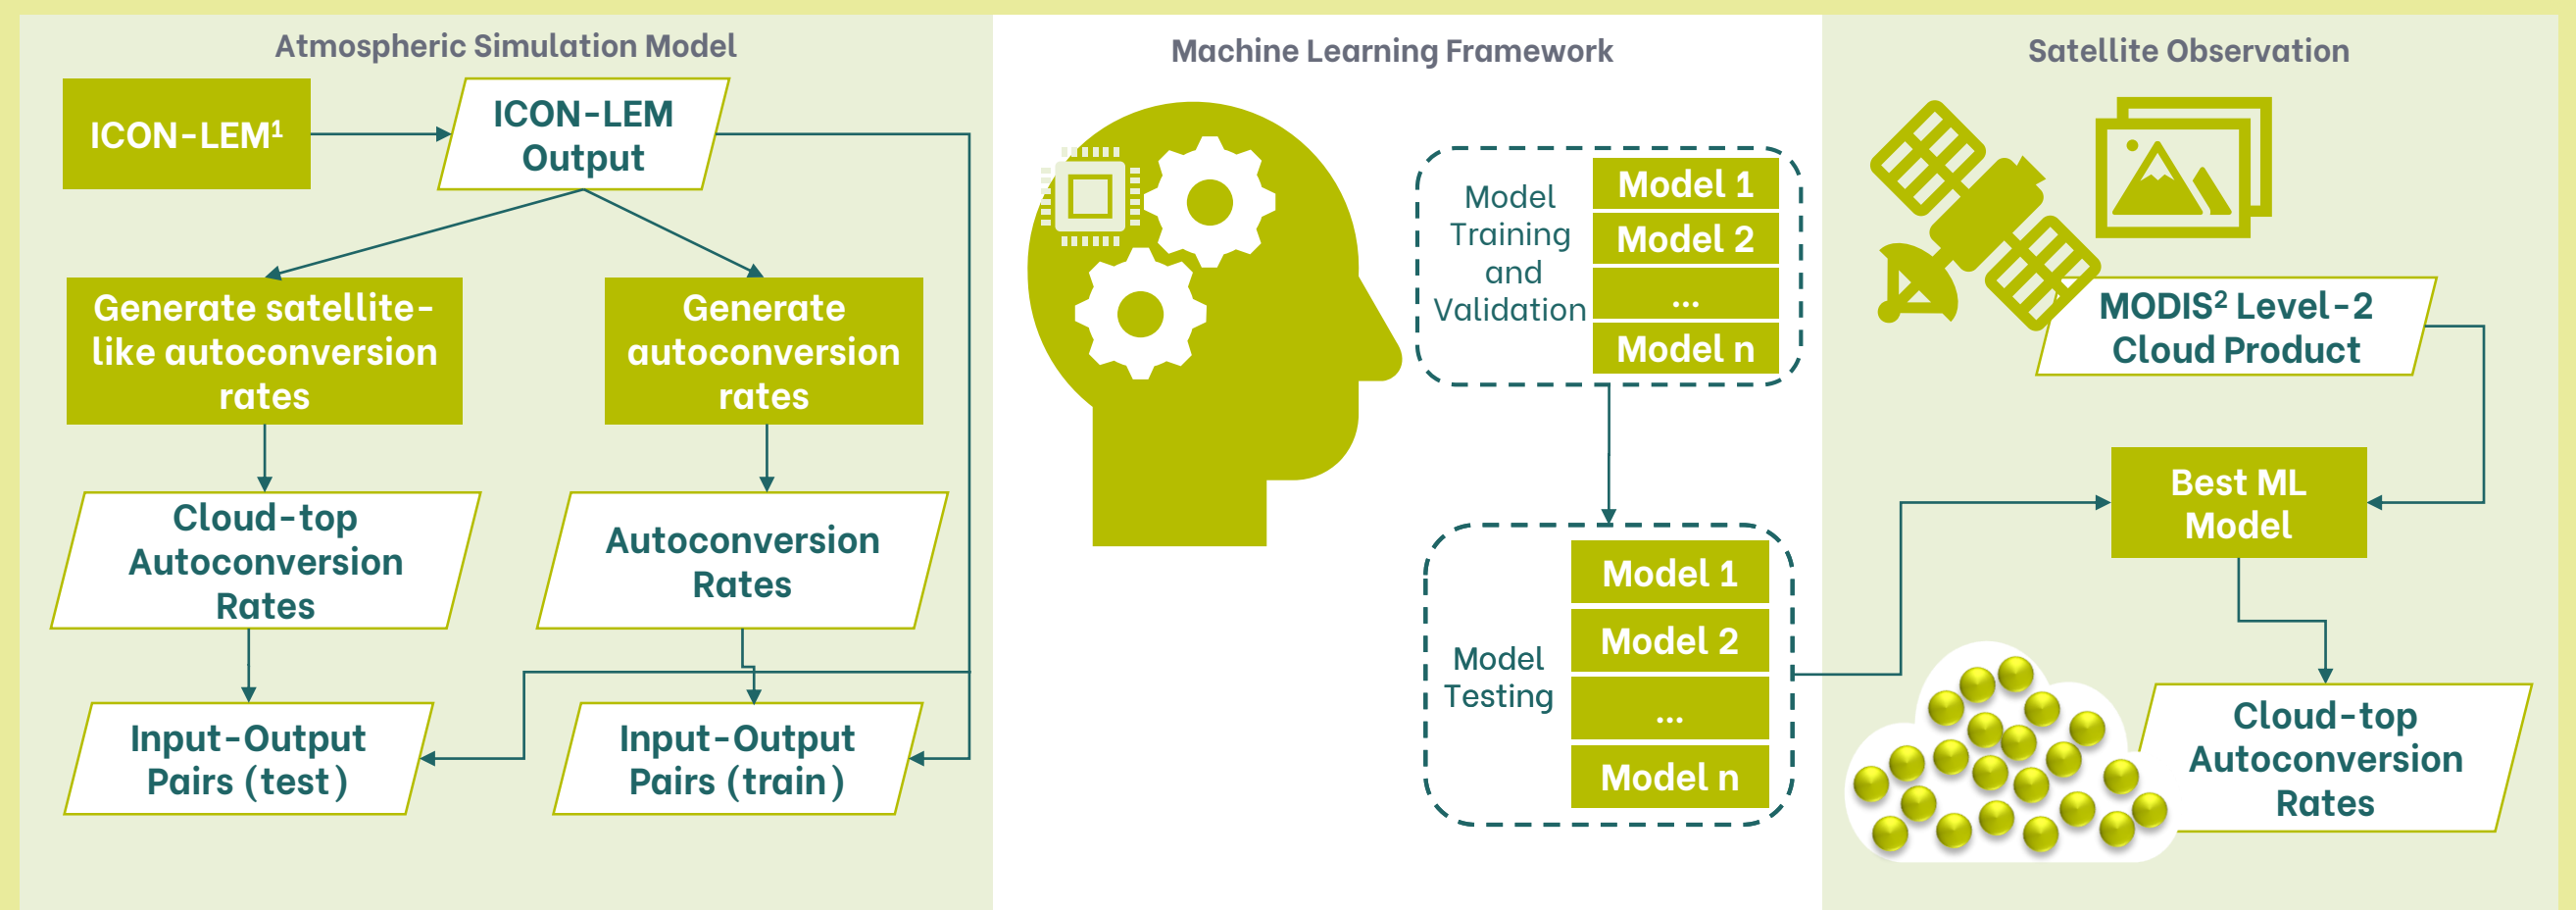 Atmospheric Simulation Model
ICON-LEM¹
ICON-LEM
Output
Generate satellite-
like autoconversion
rates
Generate
autoconversion
rates
Cloud-top
Autoconversion
Rates
Autoconversion
Rates
Input-Output
Pairs (test)
Input-Output
Pairs (train)
Machine Learning Framework
Model
Training
and
Validation
Model 1
Model 2
...
Model n
Model
Testing
Model 1
Model 2
...
Model n
Satellite Observation
MODIS² Level-2
Cloud Product
Best ML
Model
Cloud-top
Autoconversion
Rates